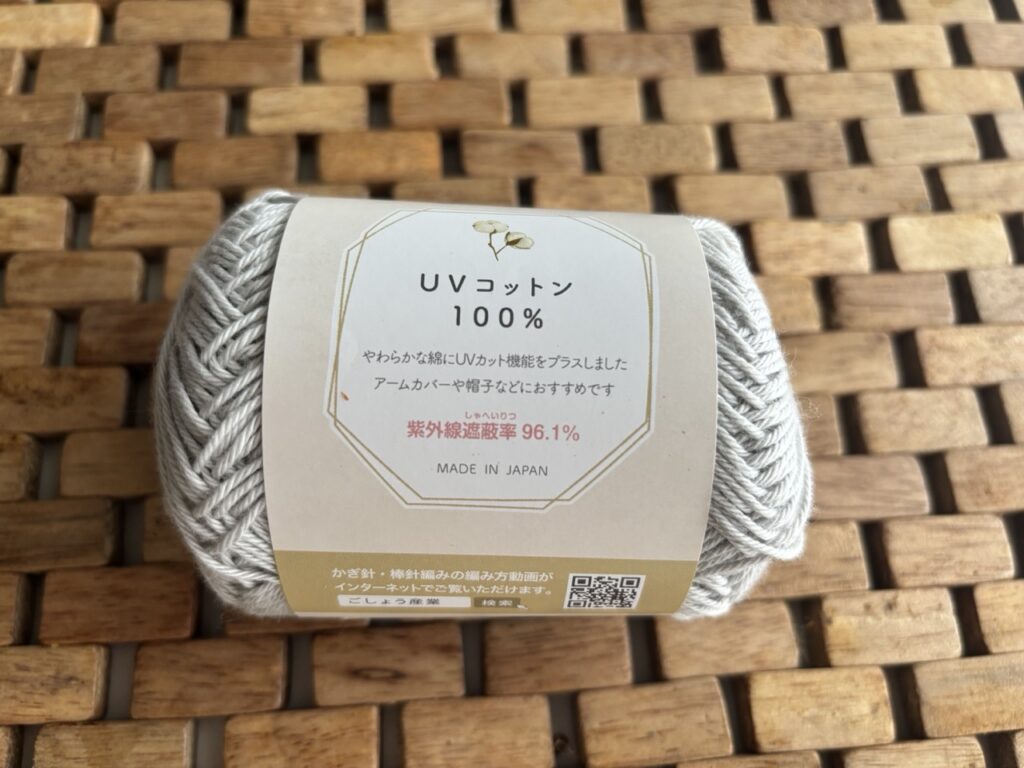 UVコットン
100%
やわらかな綿にUVカット機能をプラスしました
アームカバーや帽子などにおすすめです
しゃへいりつ
紫外線遮蔽率 96.1%
MADE IN JAPAN
かぎ針・棒針編みの編み方動画が
インターネットでご覧いただけます。
ごしょう産業 検索